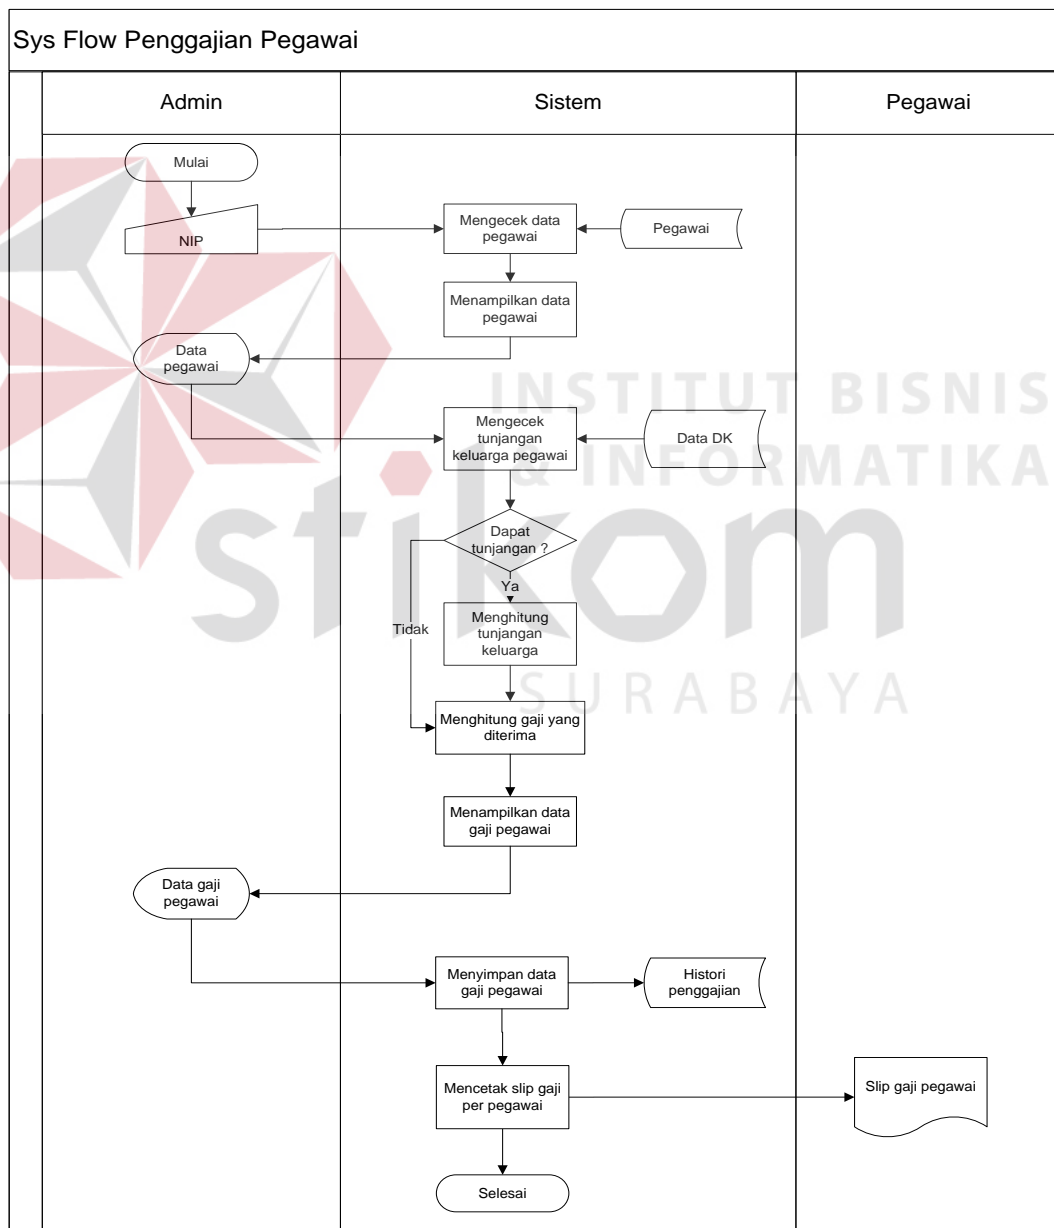 Sys Flow Penggajian Pegawai
Admin
Sistem
Pegawai
Mulai
NIP
Mengecek data
pegawai
Pegawai
Menampilkan data
pegawai
Data
pegawai
INSTITUT BISNIS
& INFORMATIKA
stikom
SURABAYA
Mengecek
tunjangan
keluarga pegawai
Data DK
Dapat
tunjangan ?
Ya
Tidak
Menghitung
tunjangan
keluarga
Menghitung gaji yang
diterima
Menampilkan data
gaji pegawai
Data gaji
pegawai
Menyimpan data
gaji pegawai
Histori
penggajian
Mencetak slip gaji
per pegawai
Slip gaji pegawai
Selesai